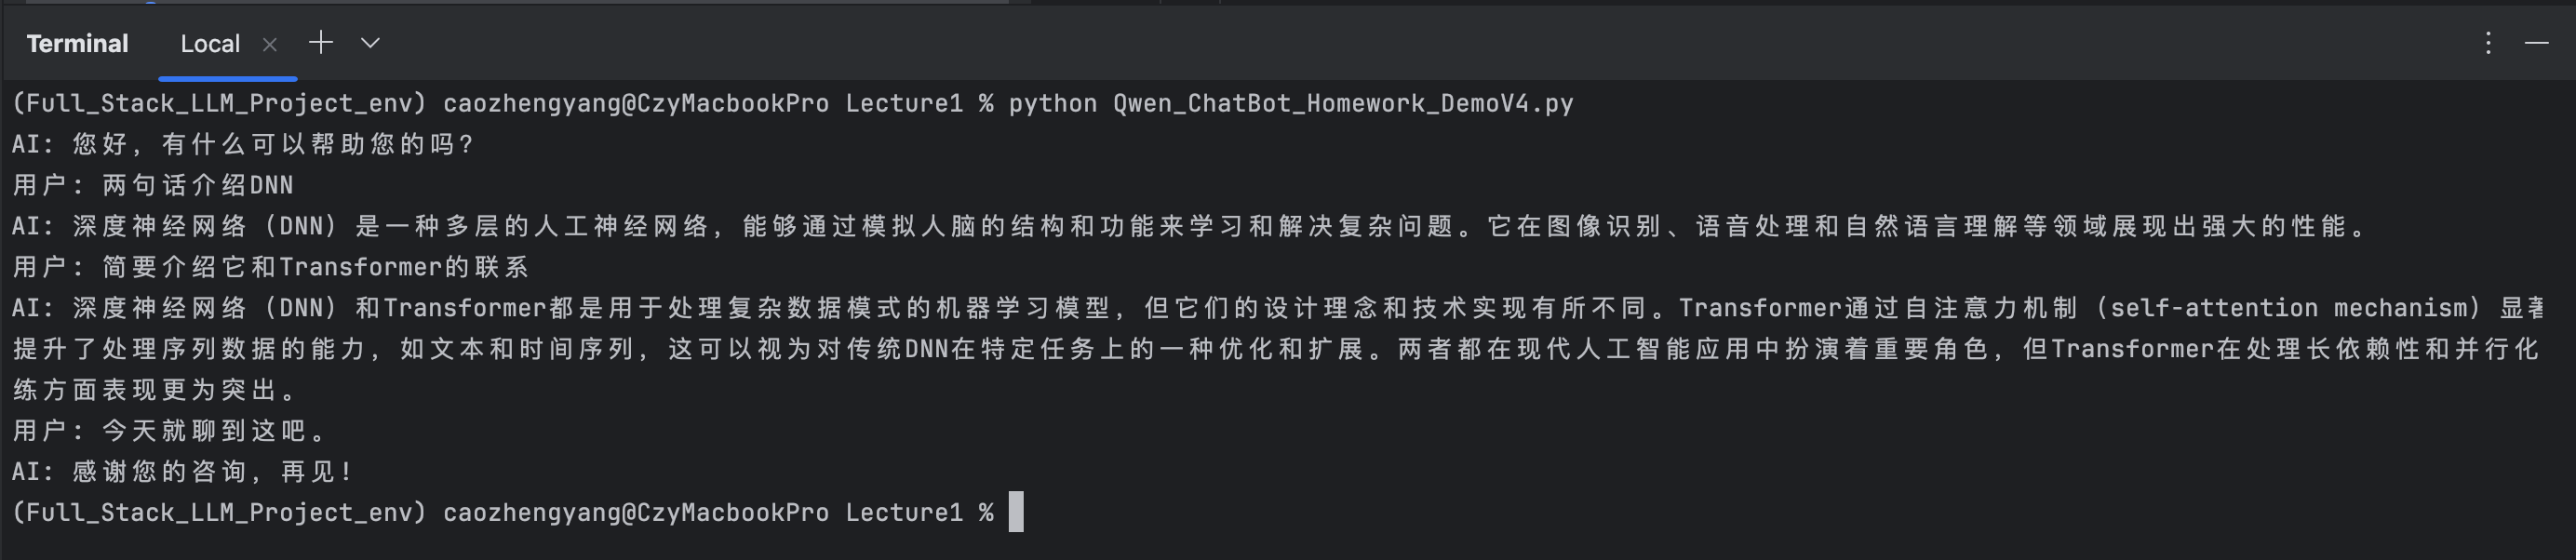 Terminal Local
(Full_Stack_LLM_Project_env) caozhengyang@CzyMacbookPro Lecture1 % python Qwen_ChatBot_Homework_DemoV4.py
AI: 您好，有什么可以帮助您的吗？
用户: 两句话介绍DNN
AI: 深度神经网络（DNN）是一种多层的人工神经网络，能够通过模拟人脑的结构和功能来学习和解决复杂问题。它在图像识别、语音处理和自然语言理解等领域展现出强大的性能。
用户: 简要介绍它和Transformer的联系
AI: 深度神经网络（DNN）和Transformer都是用于处理复杂数据模式的机器学习模型，但它们的设计理念和技术实现有所不同。Transformer通过自注意力机制（self-attention mechanism）显著
提升了处理序列数据的能力，如文本和时间序列，这可以视为对传统DNN在特定任务上的一种优化和扩展。两者都在现代人工智能应用中扮演着重要角色，但Transformer在处理长依赖性和并行化
练方面表现更为突出。
用户: 今天就聊到这吧。
AI: 感谢您的咨询，再见！
(Full_Stack_LLM_Project_env) caozhengyang@CzyMacbookPro Lecture1 %